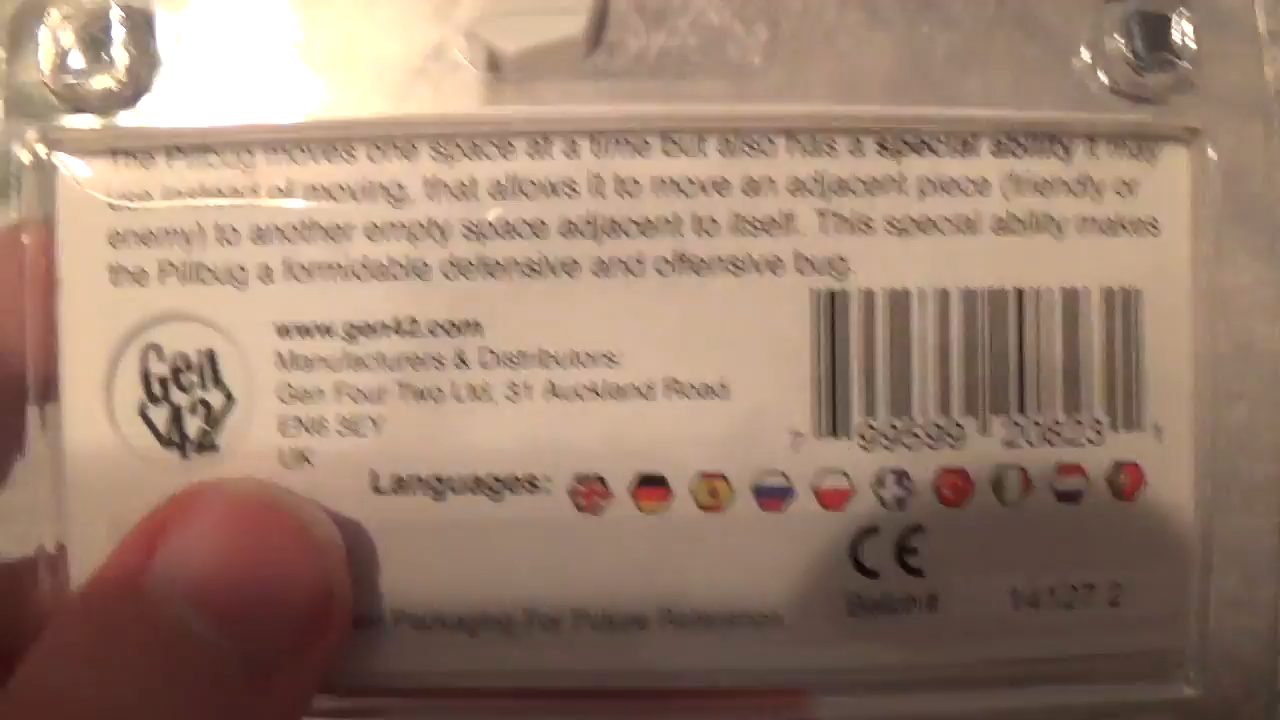 The Pillbug moves one space at a time but also has a special ability it may
use instead of moving, that allows it to move an adjacent piece (friendly or
enemy) to another empty space adjacent to itself. This special ability makes
the Pillbug a formidable defensive and offensive bug.
Gen
42
www.gen42.com
Manufacturers & Distributors:
Gen Four Two Ltd, 31 Auckland Road
UK
Languages:
CE
Packaging For Future Reference
14127 2